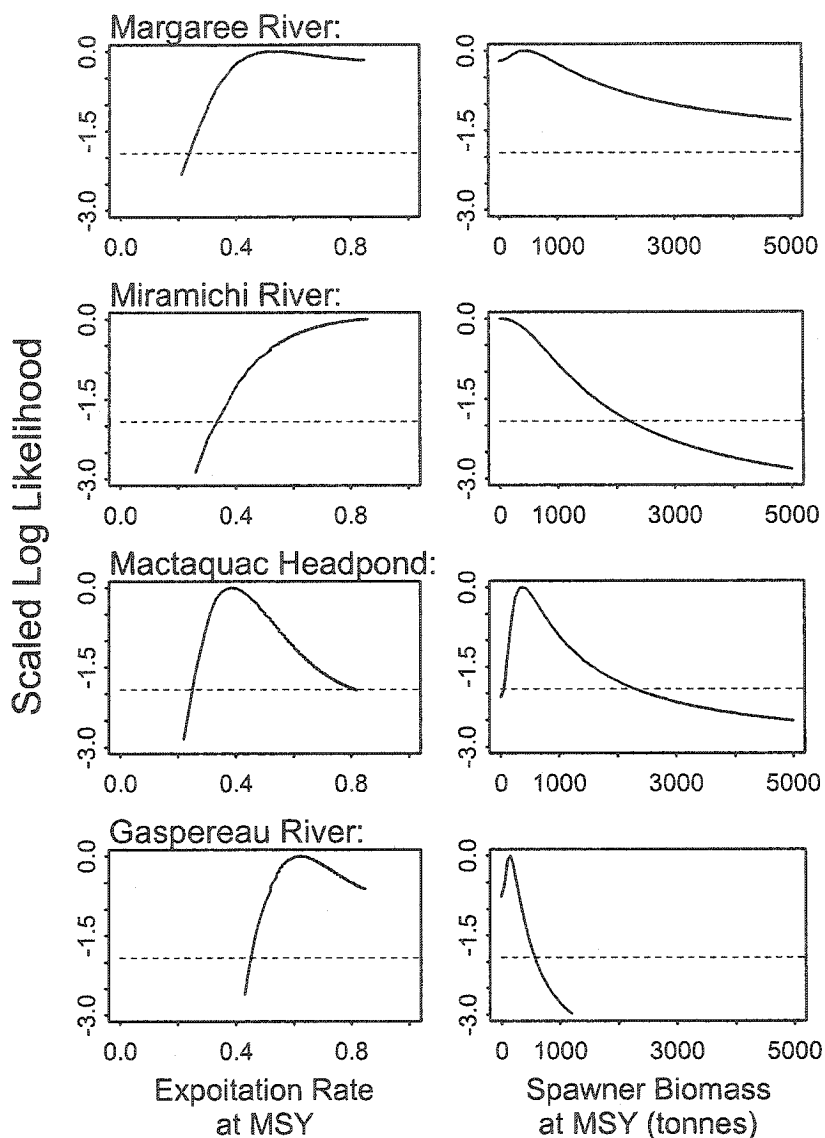 Margaree River:
0.0
-1.5
-3.0
0.0 0.4 0.8
0.0
-1.5
-3.0
0 1000 3000 5000
Miramichi River:
0.0
-1.5
-3.0
0.0 0.4 0.8
0.0
-1.5
-3.0
0 1000 3000 5000
Mactaquac Headpond:
0.0
-1.5
-3.0
0.0 0.4 0.8
0.0
-1.5
-3.0
0 1000 3000 5000
Gaspereau River:
0.0
-1.5
-3.0
0.0 0.4 0.8
0.0
-1.5
-3.0
0 1000 3000 5000
Scaled Log Likelihood
Expoitation Rate
at MSY
Spawner Biomass
at MSY (tonnes)